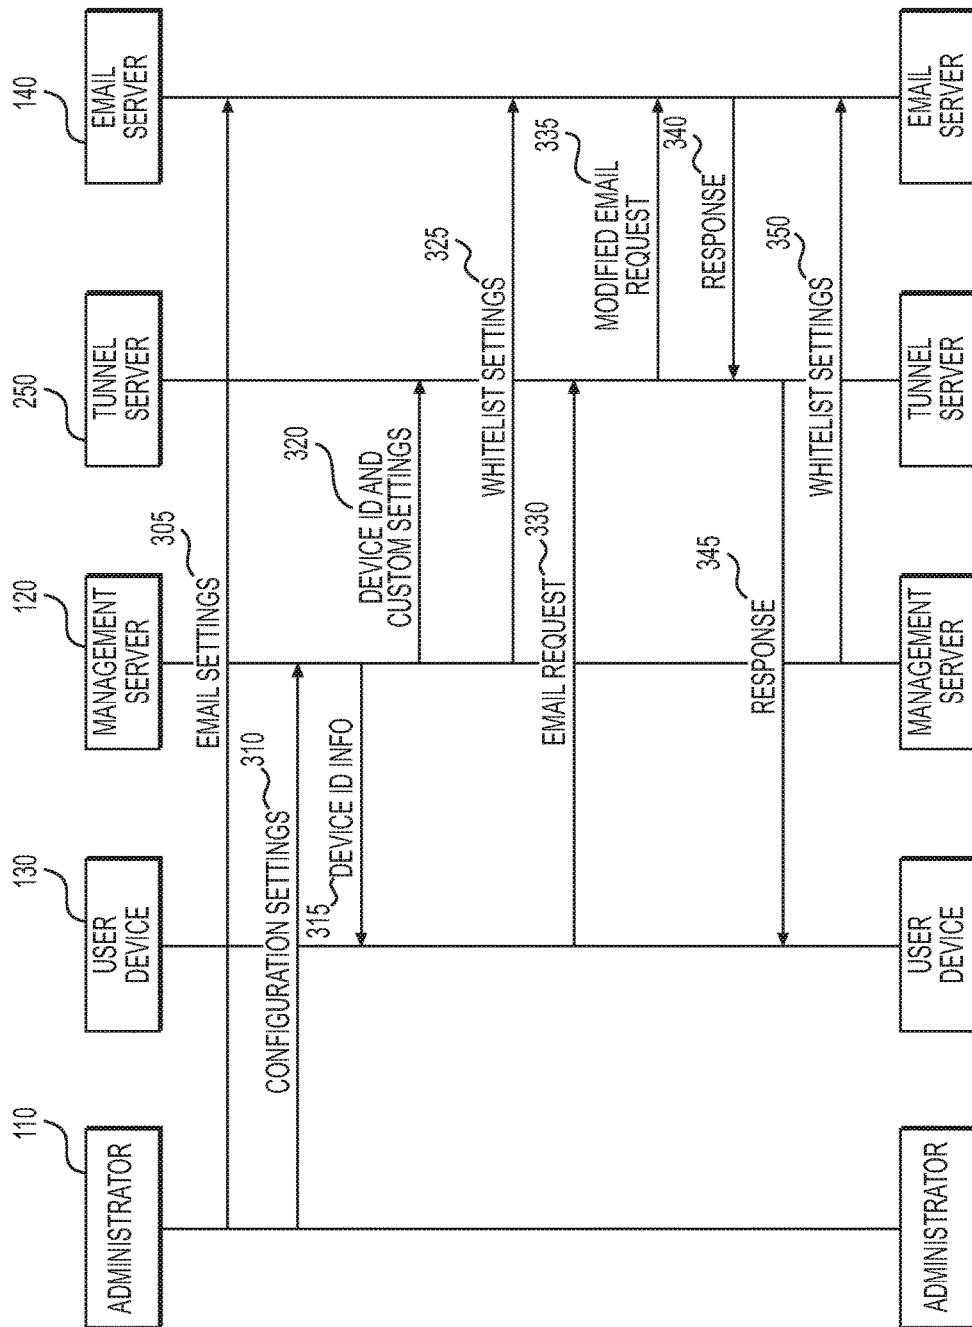 110
130
120
250
140
ADMINISTRATOR
USER
DEVICE
MANAGEMENT
SERVER
TUNNEL
SERVER
EMAIL
SERVER
305
EMAIL SETTINGS
310
CONFIGURATION SETTINGS
315
DEVICE ID INFO
320
DEVICE ID AND
CUSTOM SETTINGS
325
WHITELIST SETTINGS
330
EMAIL REQUEST
335
MODIFIED EMAIL
REQUEST
340
RESPONSE
345
RESPONSE
350
WHITELIST SETTINGS
ADMINISTRATOR
USER
DEVICE
MANAGEMENT
SERVER
TUNNEL
SERVER
EMAIL
SERVER